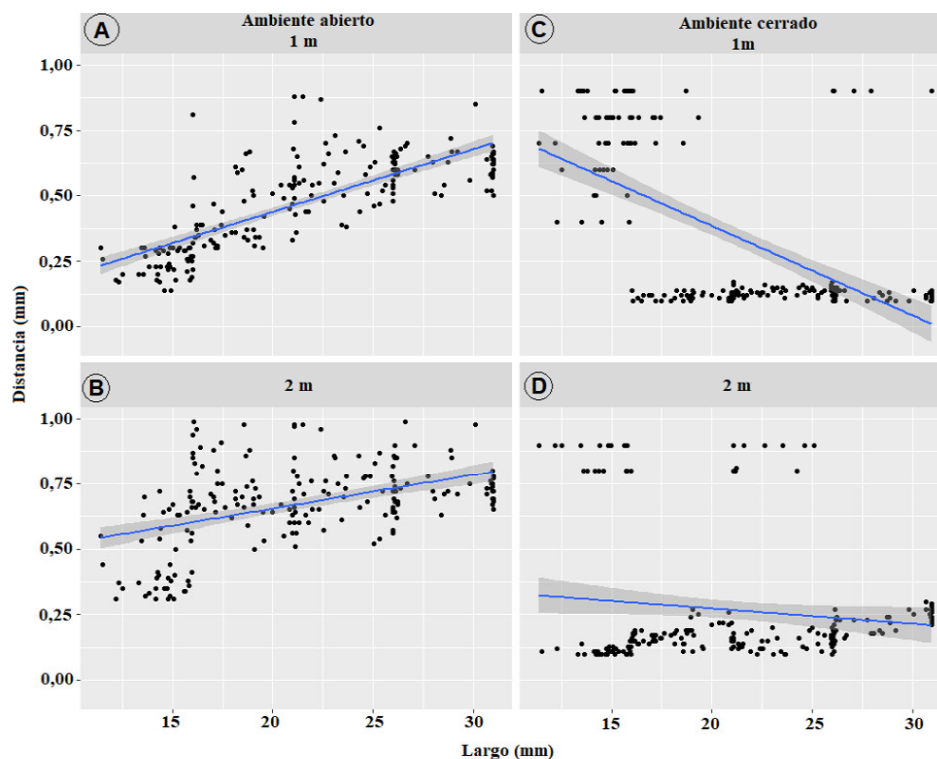 A
Ambiente abierto
1 m
C
Ambiente cerrado
1m
1,00
0,75
0,50
0,25
0,00
B
2 m
D
2 m
1,00
0,75
0,50
0,25
0,00
Distancia (mm)
15 20 25 30 15 20 25 30
Largo (mm)